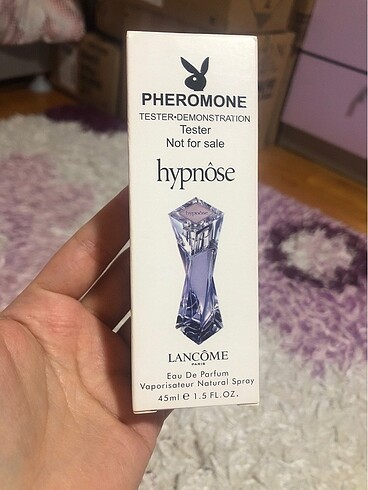 PHEROMONE
TESTER•DEMONSTRATION
Tester
Not for sale
hypnôse
hypnôse
LANCÔME
PARIS
Eau De Parfum
Vaporisateur Natural Spray
45ml e 1.5 FL.OZ.